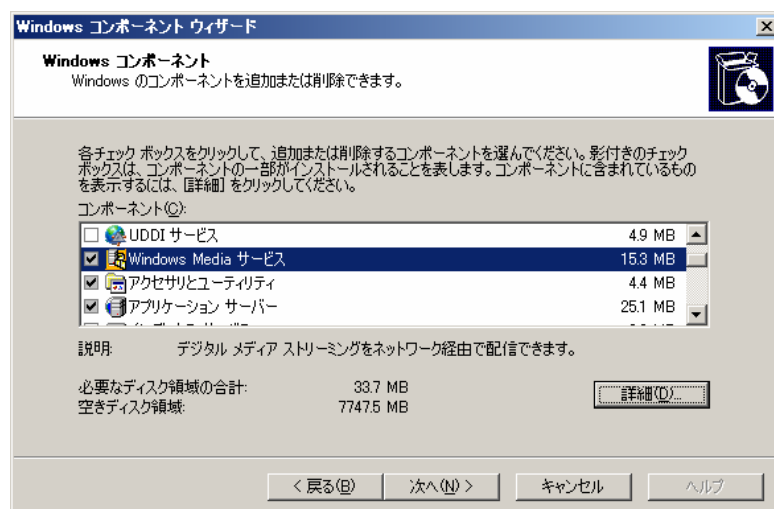 Windows コンポーネント ウィザード
Windows コンポーネント
Windows のコンポーネントを追加または削除できます。
各チェック ボックスをクリックして、追加または削除するコンポーネントを選んでください。影付きのチェック
ボックスは、コンポーネントの一部がインストールされることを表します。コンポーネントに含まれているもの
を表示するには、[詳細] をクリックしてください。
コンポーネント(C):
UDDI サービス 4.9 MB
Windows Media サービス 15.3 MB
アクセサリとユーティリティ 4.4 MB
アプリケーション サーバー 25.1 MB
説明: デジタル メディア ストリーミングをネットワーク経由で配信できます。
必要なディスク領域の合計: 33.7 MB
空きディスク領域: 7747.5 MB
詳細(D)...
< 戻る(B) 次へ(N) > キャンセル ヘルプ